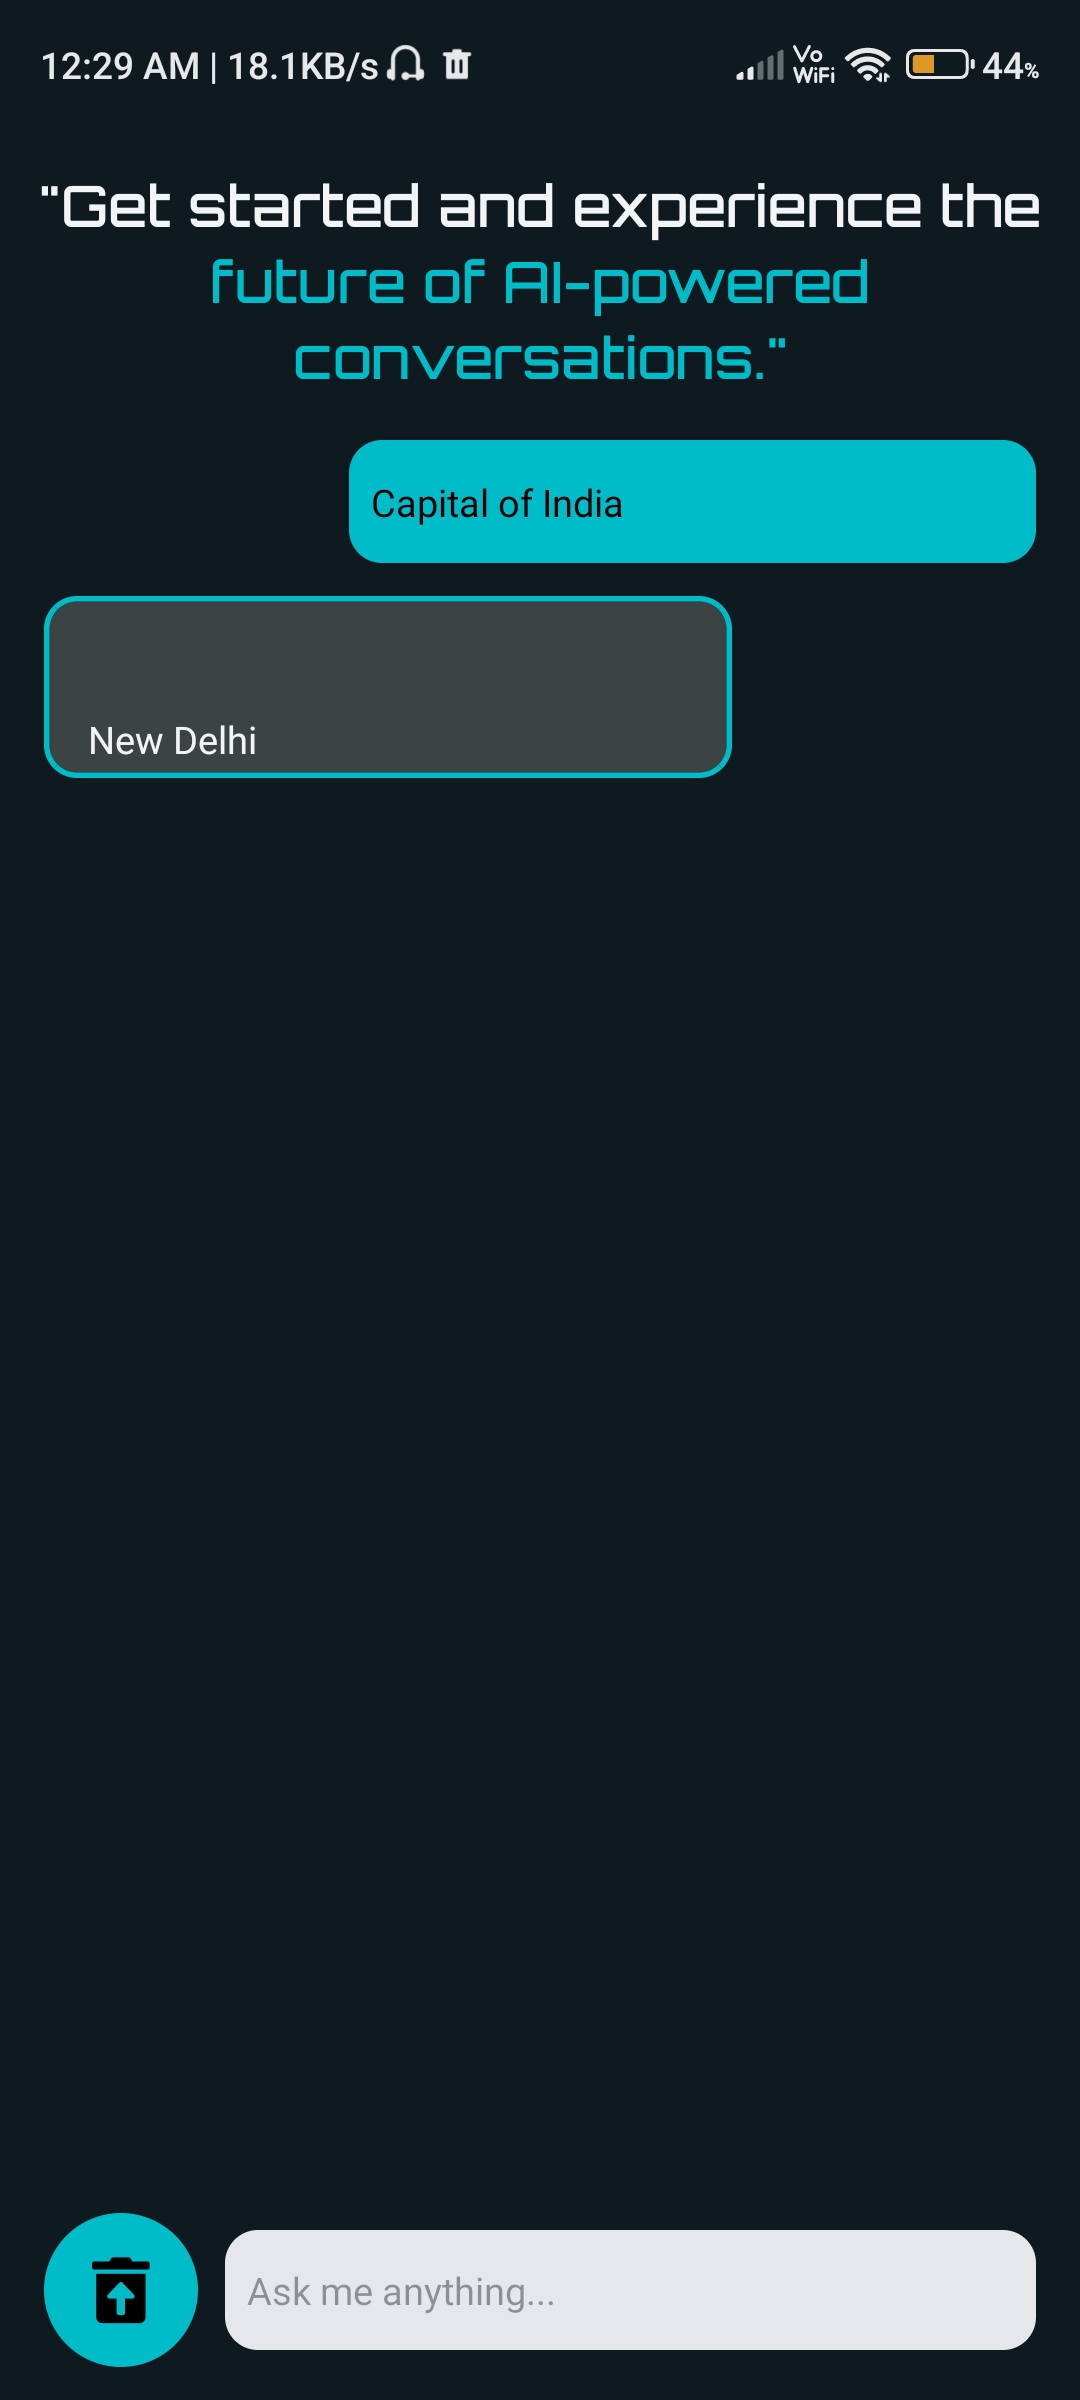 12:29 AM | 18.1KB/s Vo WiFi 44%
"Get started and experience the
future of AI-powered
conversations."
Capital of India
New Delhi
Ask me anything...